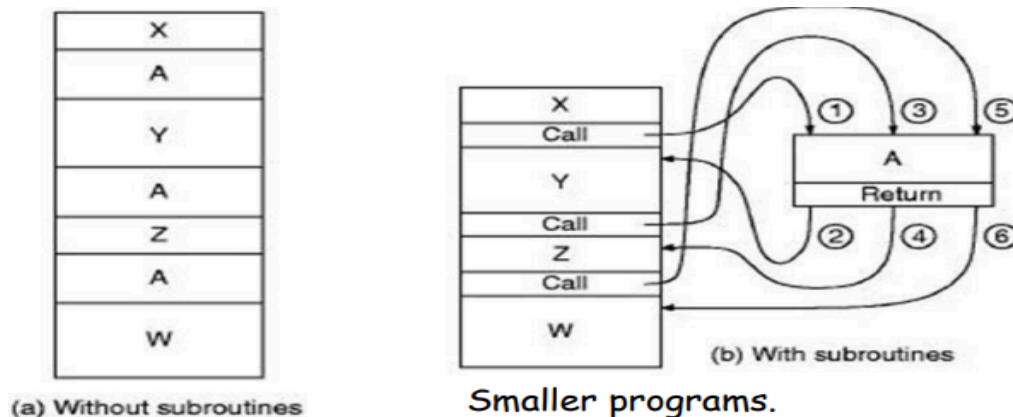 X
A
Y
A
Z
A
W
(a) Without subroutines
X
Call
Y
Call
Z
Call
W
① ③ ⑤
A
Return
② ④ ⑥
(b) With subroutines
Smaller programs.